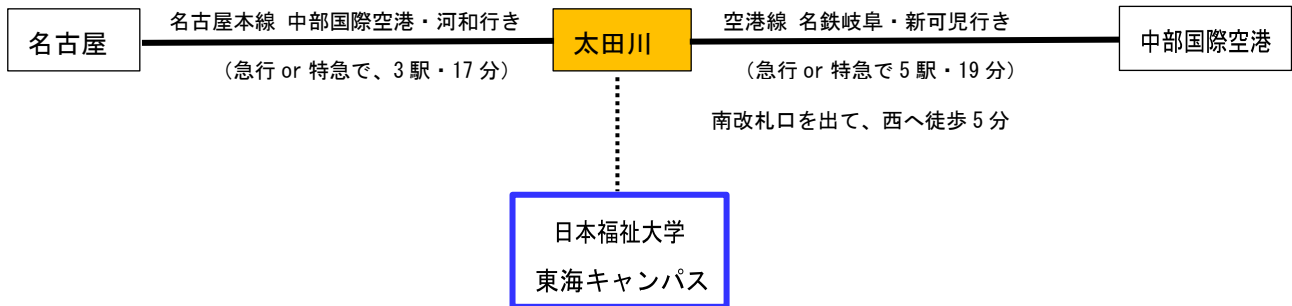 名古屋
名古屋本線 中部国際空港・河和行き
（急行 or 特急で、3 駅・17 分）
太田川
空港線 名鉄岐阜・新可児行き
（急行 or 特急で 5 駅・19 分）
中部国際空港
南改札口を出て、西へ徒歩 5 分
日本福祉大学
東海キャンパス